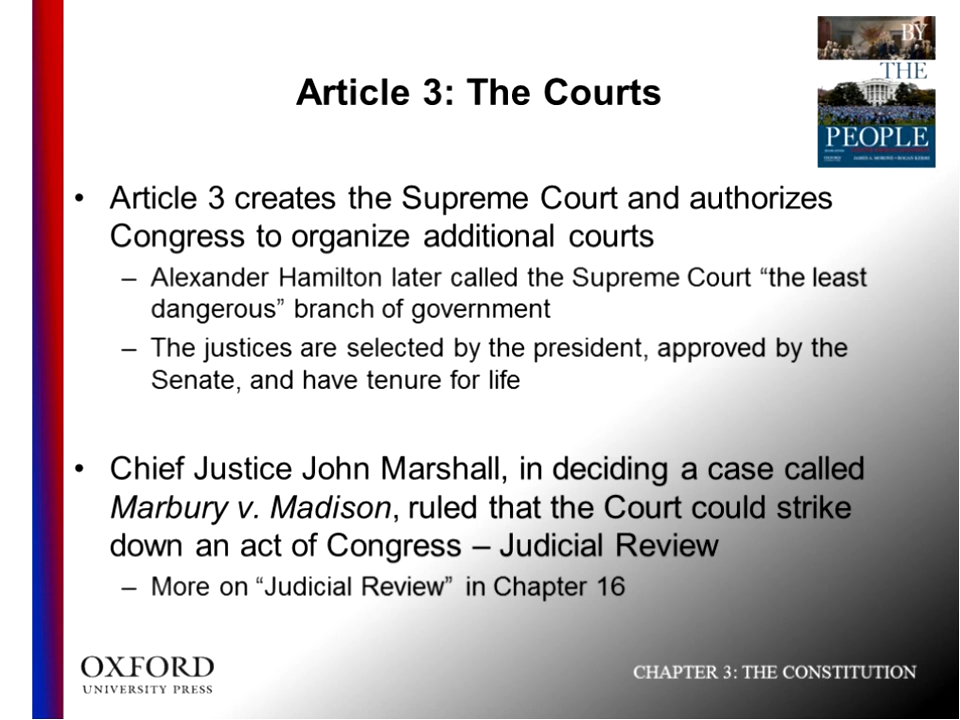 BY
THE
PEOPLE
Article 3: The Courts
• Article 3 creates the Supreme Court and authorizes
Congress to organize additional courts
– Alexander Hamilton later called the Supreme Court “the least
dangerous” branch of government
– The justices are selected by the president, approved by the
Senate, and have tenure for life
• Chief Justice John Marshall, in deciding a case called
Marbury v. Madison, ruled that the Court could strike
down an act of Congress – Judicial Review
– More on “Judicial Review” in Chapter 16
OXFORD
UNIVERSITY PRESS
CHAPTER 3: THE CONSTITUTION